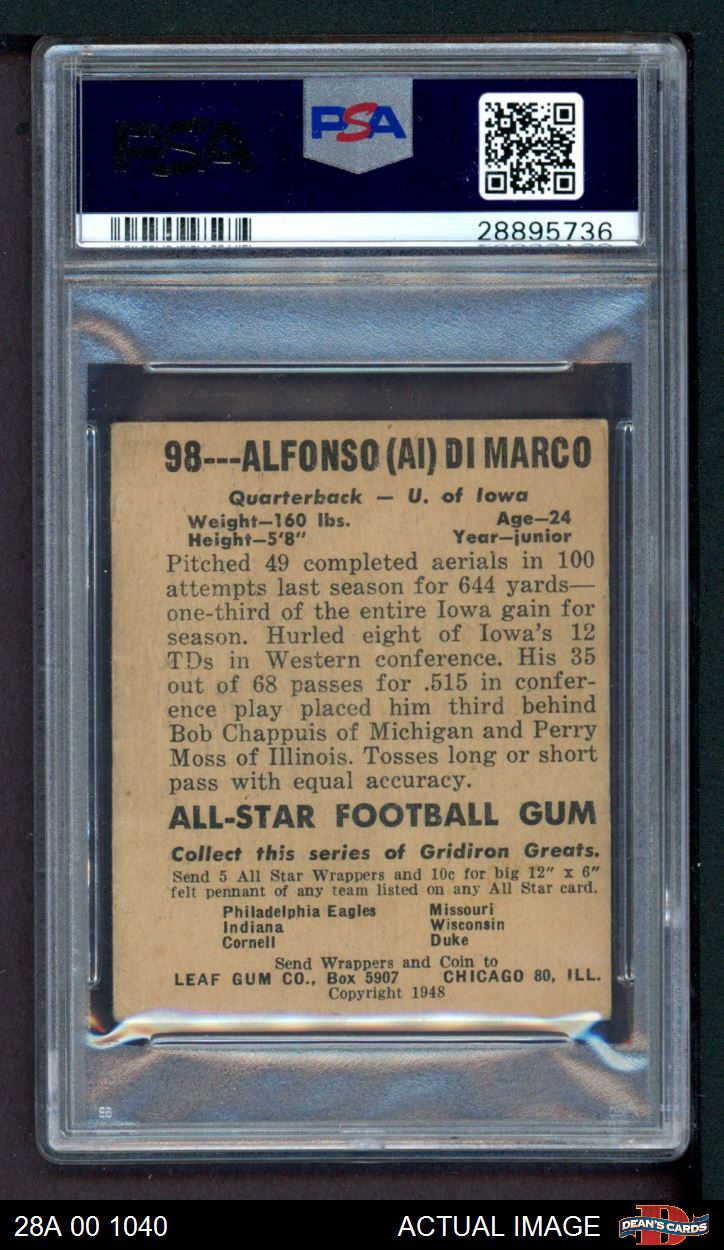 PSA
PSA
28895736
98---ALFONSO (Al) DI MARCO
Quarterback — U. of Iowa
Weight—160 lbs. Age—24
Height—5'8" Year—junior
Pitched 49 completed aerials in 100
attempts last season for 644 yards—
one-third of the entire Iowa gain for
season. Hurled eight of Iowa's 12
TDs in Western conference. His 35
out of 68 passes for .515 in confer-
ence play placed him third behind
Bob Chappuis of Michigan and Perry
Moss of Illinois. Tosses long or short
pass with equal accuracy.
ALL-STAR FOOTBALL GUM
Collect this series of Gridiron Greats.
Send 5 All Star Wrappers and 10c for big 12" x 6"
felt pennant of any team listed on any All Star card.
Philadelphia Eagles Missouri
Indiana Wisconsin
Cornell Duke
Send Wrappers and Coin to
LEAF GUM CO., Box 5907 CHICAGO 80, ILL.
Copyright 1948
28A 00 1040 ACTUAL IMAGE DEAN'S CARDS